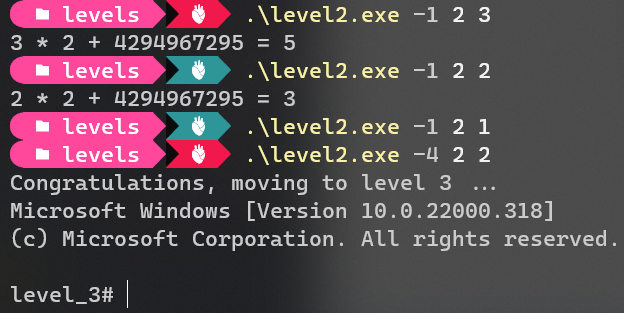 levels .\level2.exe -1 2 3
3 * 2 + 4294967295 = 5
levels .\level2.exe -1 2 2
2 * 2 + 4294967295 = 3
levels .\level2.exe -1 2 1
levels .\level2.exe -4 2 2
Congratulations, moving to level 3 ...
Microsoft Windows [Version 10.0.22000.318]
(c) Microsoft Corporation. All rights reserved.
level_3#